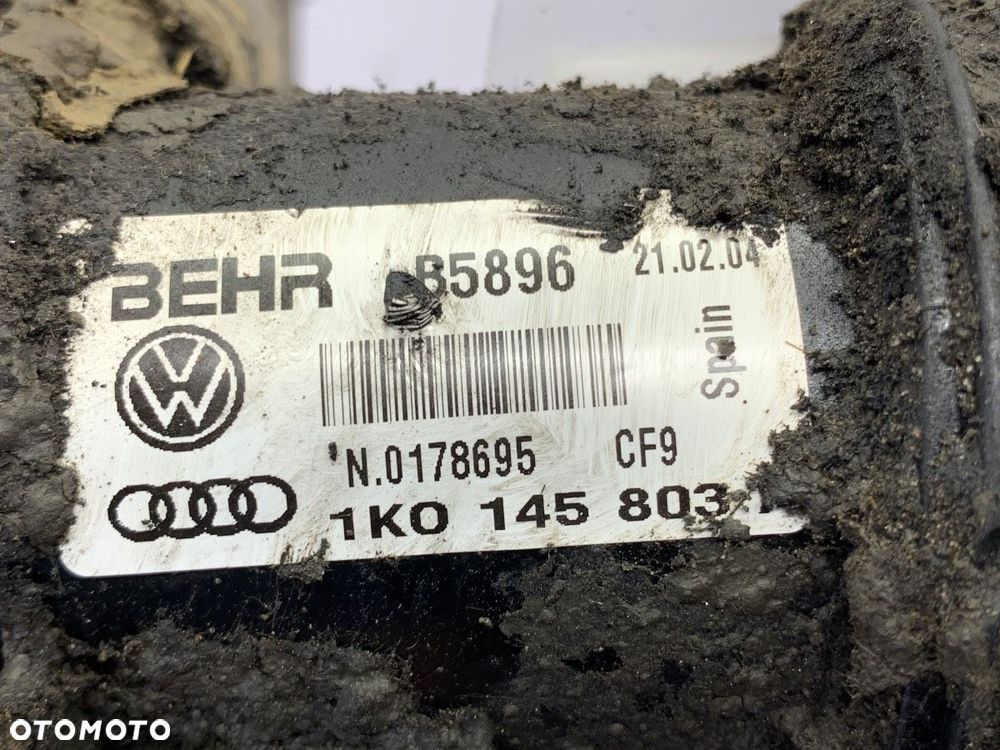 BEHR B5896 21.02.04
Spain
N.0178695 CF9
1K0 145 803
OTOMOTO